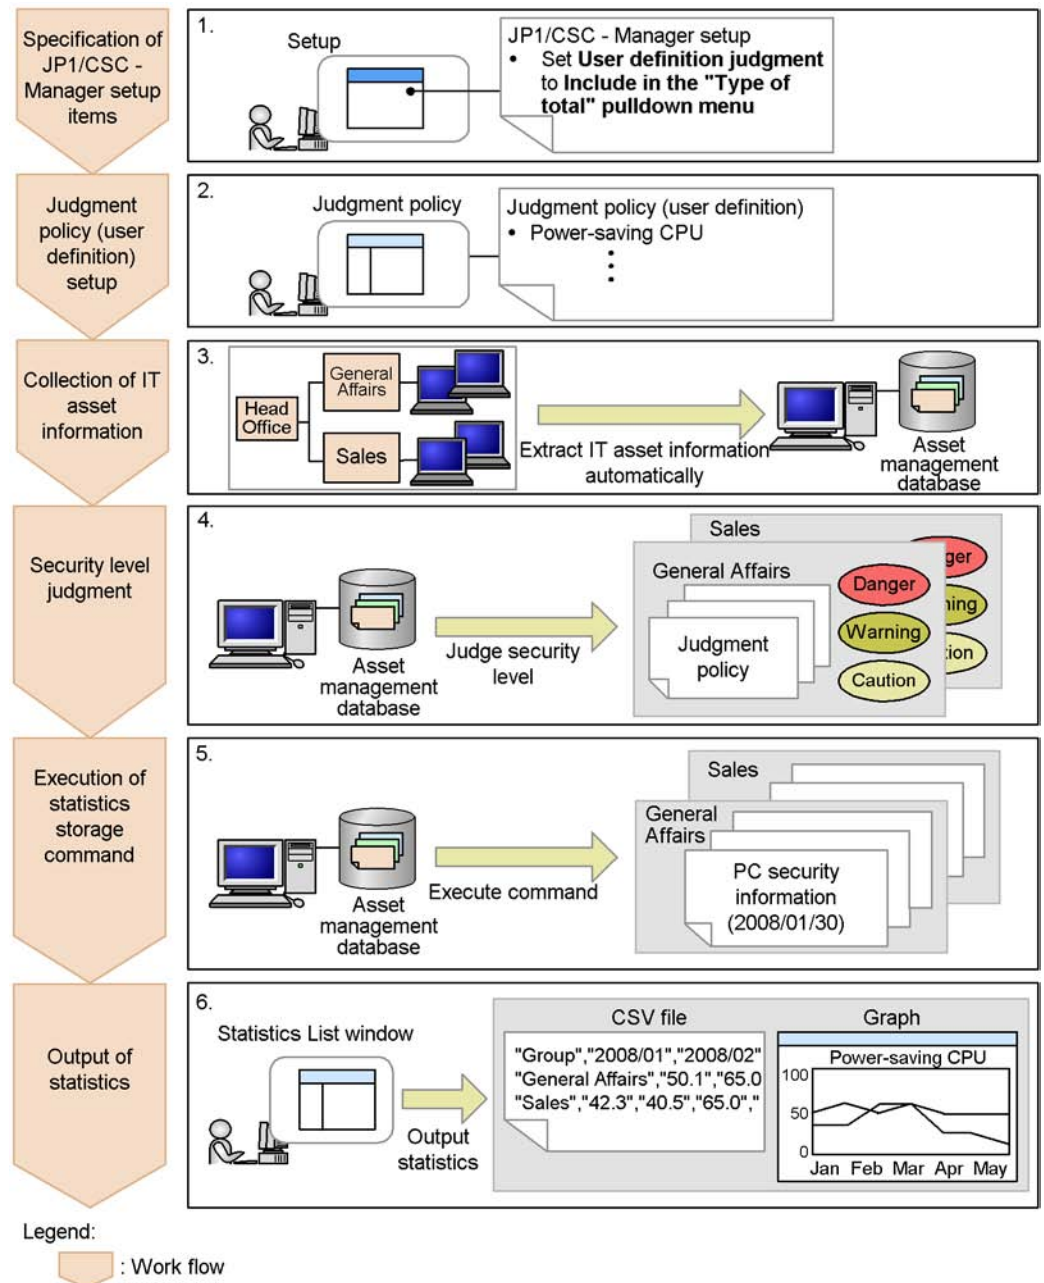 Specification of
JP1/CSC -
Manager setup
items
1.
Setup
JP1/CSC - Manager setup
• Set User definition judgment
to Include in the "Type of
total" pulldown menu
Judgment
policy (user
definition)
setup
2.
Judgment policy
Judgment policy (user definition)
• Power-saving CPU
Collection of IT
asset
information
3.
Head
Office
General
Affairs
Sales
Extract IT asset information
automatically
Asset
management
database
Security level
judgment
4.
Asset
management
database
Judge security
level
Sales
General Affairs
Judgment
policy
Danger
Warning
Caution
Execution of
statistics
storage
command
5.
Asset
management
database
Execute command
Sales
General
Affairs
PC security
information
(2008/01/30)
Output of
statistics
6.
Statistics List window
Output
statistics
CSV file
"Group","2008/01","2008/02"
"General Affairs","50.1","65.0
"Sales","42.3","40.5","65.0","
Graph
Power-saving CPU
100
50
0
Jan Feb Mar Apr May
Legend:
: Work flow